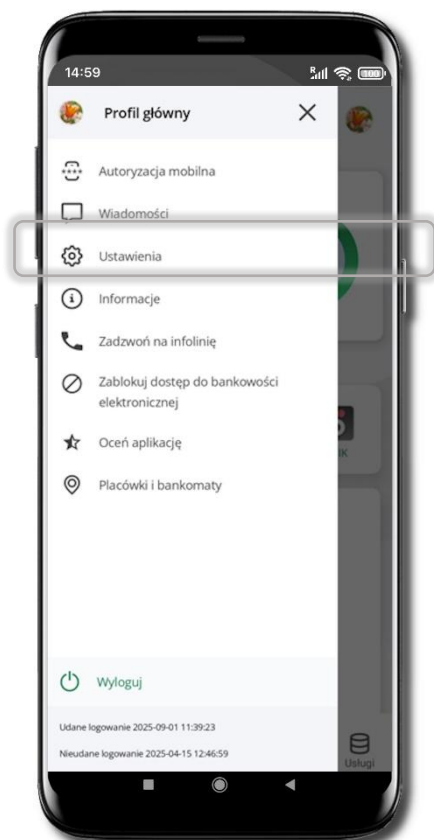 14:59
R
100
Profil główny
Autoryzacja mobilna
Wiadomości
Ustawienia
i Informacje
Zadzwoń na infolinię
Zablokuj dostęp do bankowości
elektronicznej
Oceń aplikację
Placówki i bankomaty
Wyloguj
Udane logowanie 2025-09-01 11:39:23
Nieudane logowanie 2025-04-15 12:46:59
Usługi